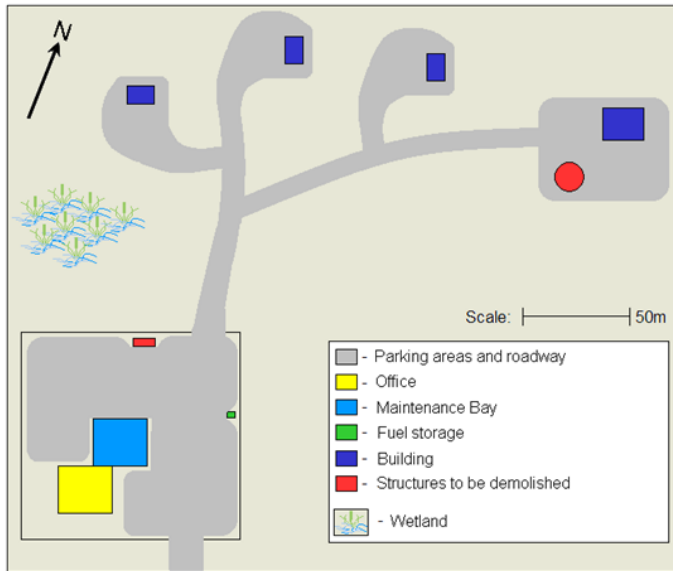 N
Scale: 50m
- Parking areas and roadway
- Office
- Maintenance Bay
- Fuel storage
- Building
- Structures to be demolished
- Wetland